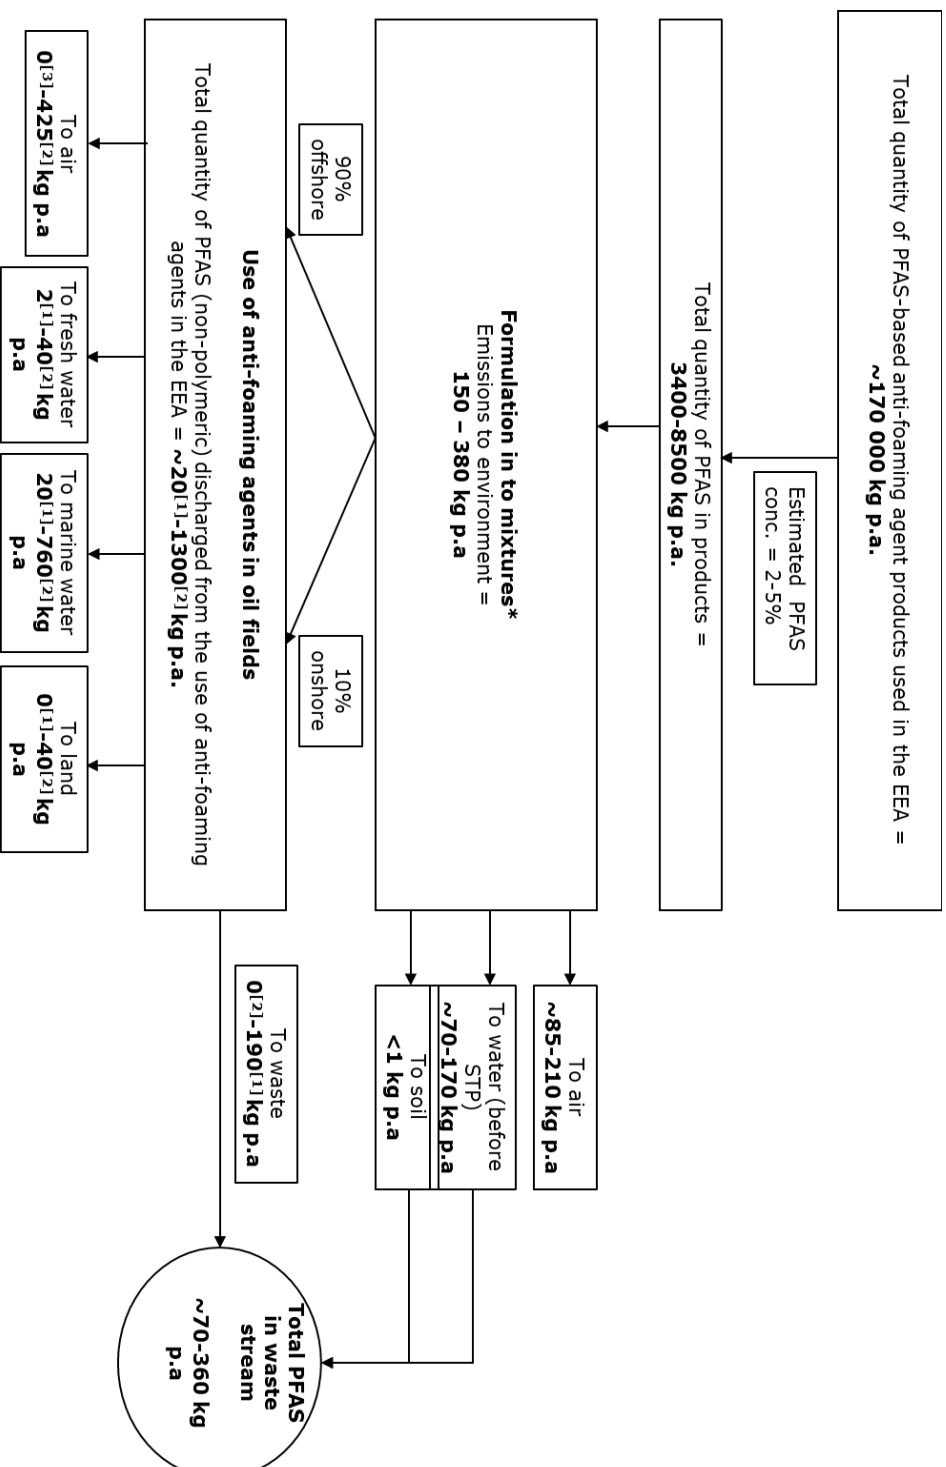 Total quantity of PFAS-based anti-foaming agent products used in the EEA =
~170 000 kg p.a.
Estimated PFAS
conc. = 2-5%
Total quantity of PFAS in products =
3400-8500 kg p.a.
Formulation in to mixtures*
Emissions to environment =
150 – 380 kg p.a
To air
~85-210 kg p.a
To water (before
STP)
~70-170 kg p.a
To soil
<1 kg p.a
90%
offshore
10%
onshore
Use of anti-foaming agents in oil fields
Total quantity of PFAS (non-polymeric) discharged from the use of anti-foaming
agents in the EEA = ~20[1]-1300[2] kg p.a.
To waste
0[2]-190[1] kg p.a
Total PFAS
in waste
stream
~70-360 kg
p.a
To air
0[3]-425[2] kg p.a
To fresh water
2[1]-40[2] kg
p.a
To marine water
20[1]-760[2] kg
p.a
To land
0[1]-40[2] kg
p.a